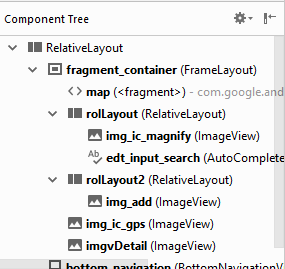 Component Tree
RelativeLayout
fragment_container (FrameLayout)
map (<fragment>) - com.google.and
rolLayout (RelativeLayout)
img_ic_magnify (ImageView)
edt_input_search (AutoComplete
rolLayout2 (RelativeLayout)
img_add (ImageView)
img_ic_gps (ImageView)
imgvDetail (ImageView)
bottom_navigation (BottomNavigationV